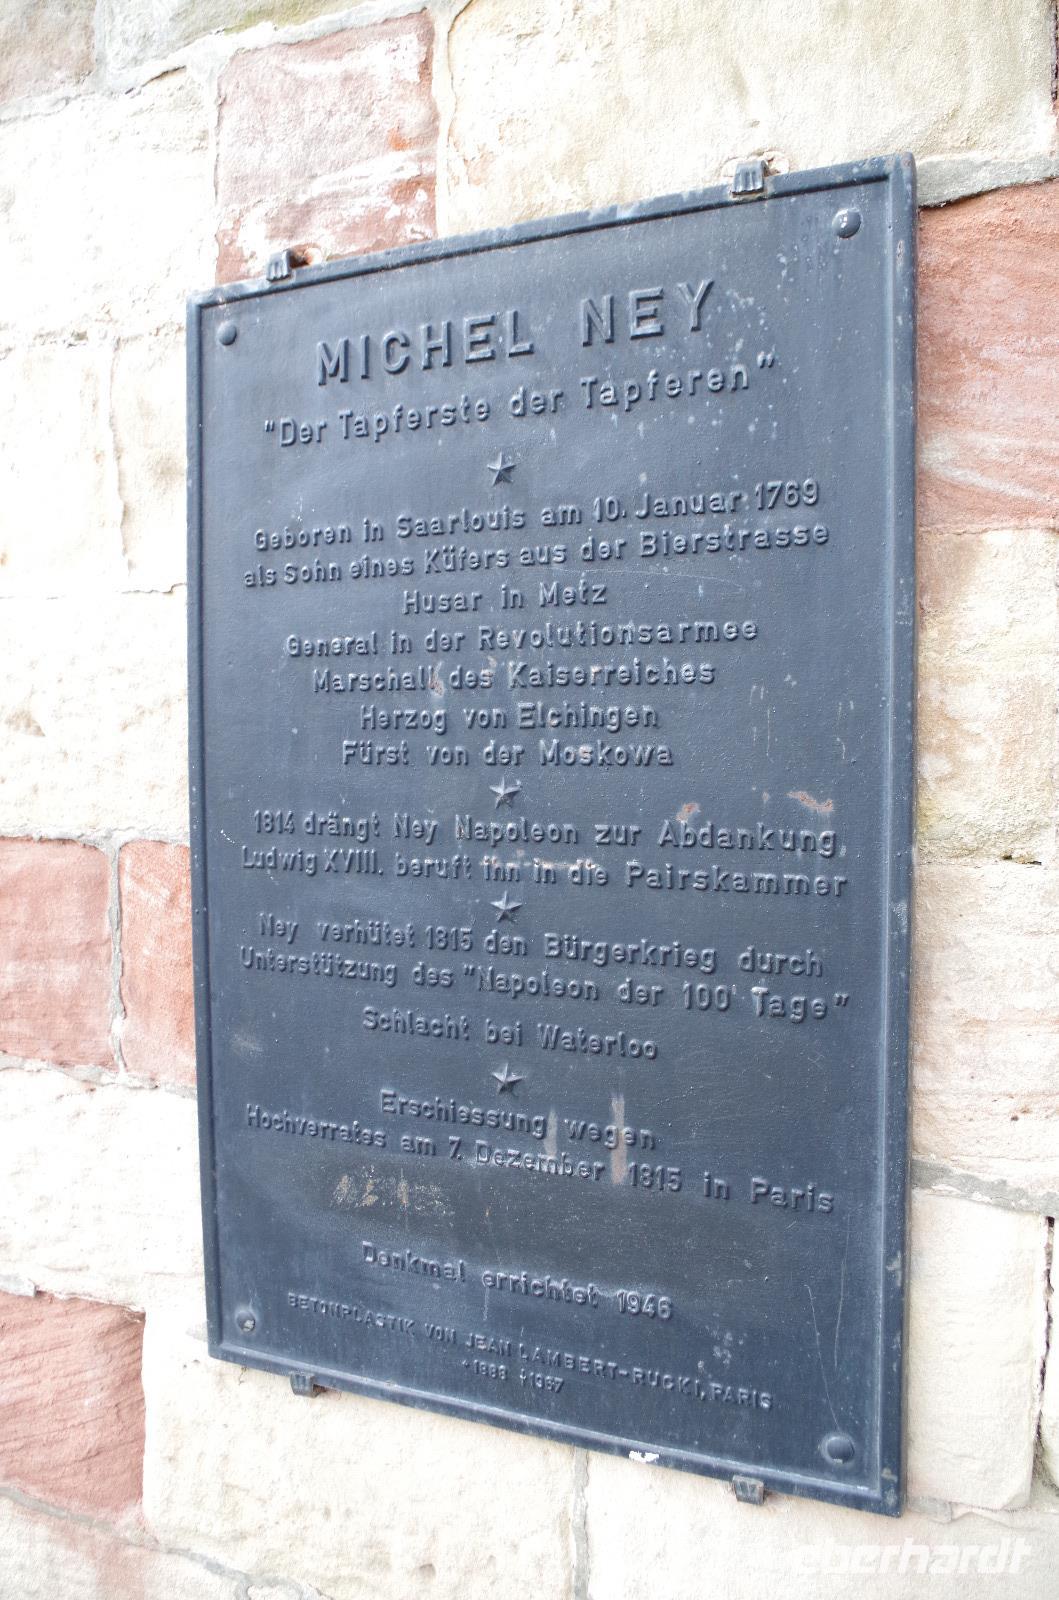 MICHEL NEY
"Der Tapferste der Tapferen"
Geboren in Saarlouis am 10. Januar 1769
als Sohn eines Küfers aus der Bierstrasse
Husar in Metz
General in der Revolutionsarmee
Marschall des Kaiserreiches
Herzog von Elchingen
Fürst von der Moskowa
1814 drängt Ney Napoleon zur Abdankung
Ludwig XVIII. beruft ihn in die Pairskammer
Ney verhütet 1815 den Bürgerkrieg durch
Unterstützung des "Napoleon der 100 Tage"
Schlacht bei Waterloo
Erschiessung wegen
Hochverrates am 7. Dezember 1815 in Paris
Denkmal errichtet 1946
BETONPLASTIK VON JEAN LAMBERT-RUCKI, PARIS
*1888 †1967
eberhardt